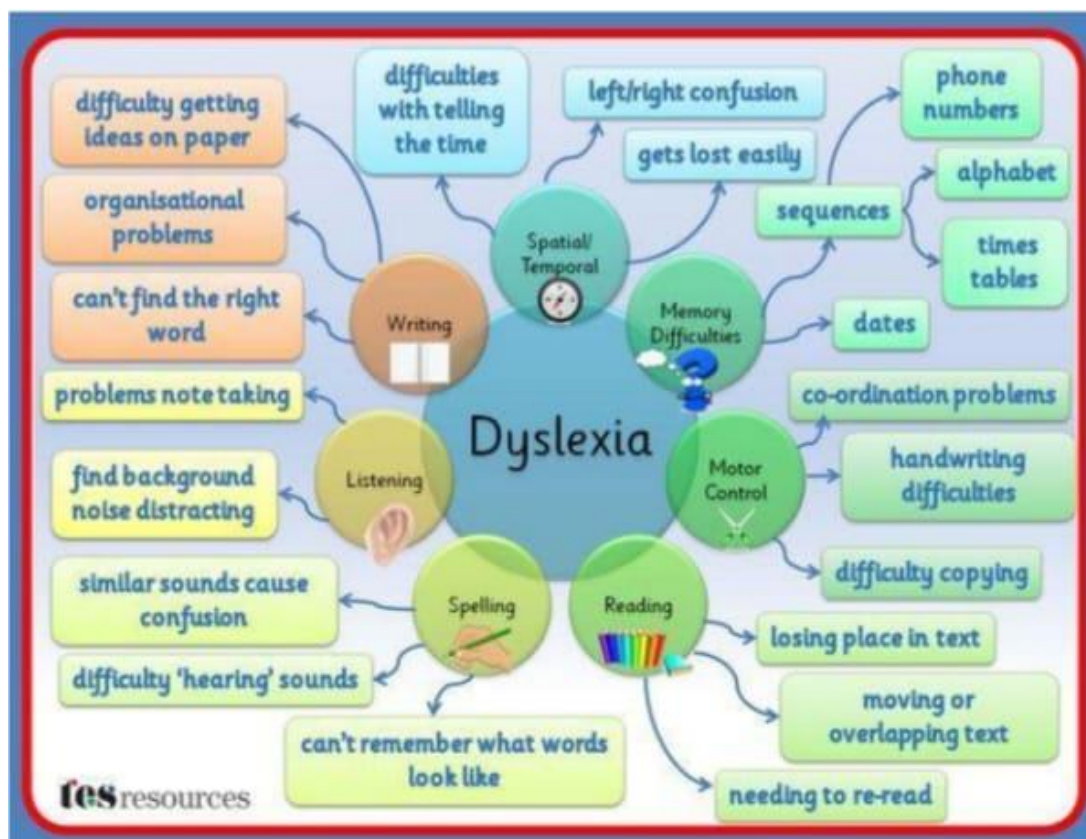 Dyslexia
Spatial/
Temporal
difficulties
with telling
the time
left/right confusion
gets lost easily
Memory
Difficulties
sequences
phone
numbers
alphabet
times
tables
dates
Motor
Control
co-ordination problems
handwriting
difficulties
difficulty copying
Reading
losing place in text
moving or
overlapping text
needing to re-read
Spelling
similar sounds cause
confusion
difficulty 'hearing' sounds
can't remember what words
look like
Listening
problems note taking
find background
noise distracting
Writing
difficulty getting
ideas on paper
organisational
problems
can't find the right
word
tes resources